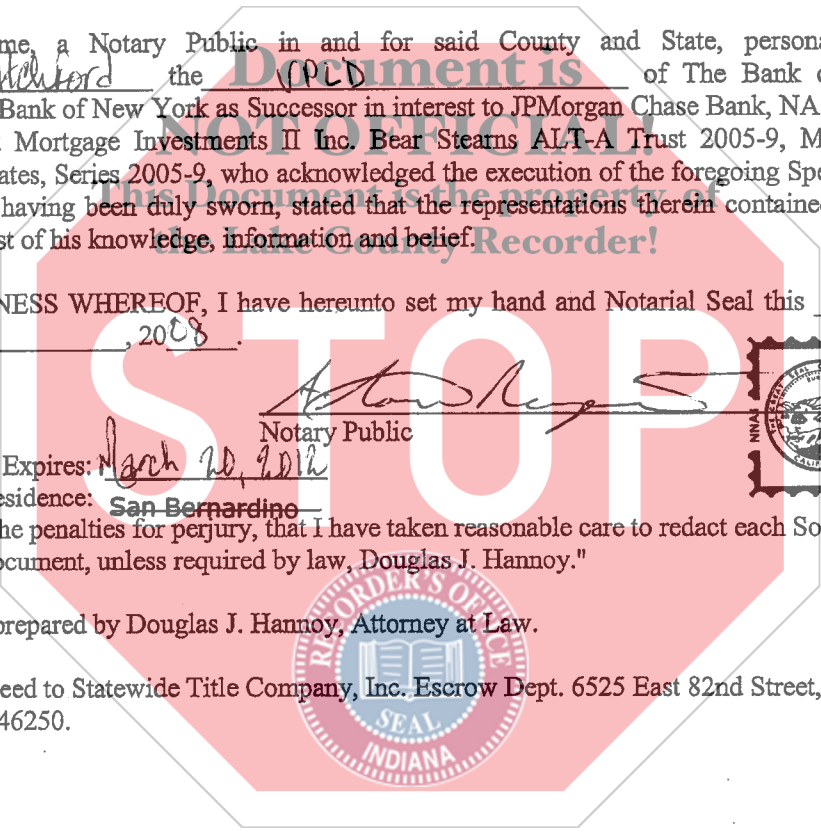 me, a Notary Public in and for said County and State, persona
the VPLD of The Bank o
Bank of New York as Successor in interest to JPMorgan Chase Bank, NA
Mortgage Investments II Inc. Bear Stearns ALT-A Trust 2005-9, M
ates, Series 2005-9, who acknowledged the execution of the foregoing Spe
having been duly sworn, stated that the representations therein containe
st of his knowledge, information and belief.
Document is
NOT OFFICIAL!
This Document is the property of
the Lake County Recorder!
NESS WHEREOF, I have hereunto set my hand and Notarial Seal this
, 2008.
STOP
Notary Public
NNAS
Expires: March 20, 2012
esidence: San Bernardino
he penalties for perjury, that I have taken reasonable care to redact each So
ocument, unless required by law, Douglas J. Hannoy."
prepared by Douglas J. Hannoy, Attorney at Law.
eed to Statewide Title Company, Inc. Escrow Dept. 6525 East 82nd Street,
46250.
RECORDER'S OFFICE
SEAL
INDIANA